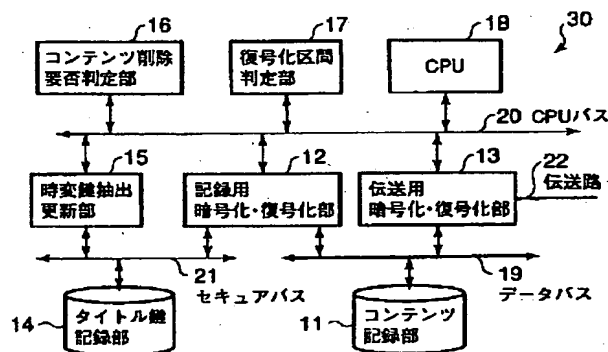 16
コンテンツ削除
要否判定部
17
復号化区間
判定部
18
CPU
30
20 CPUバス
15
時変鍵抽出
更新部
12
記録用
暗号化・復号化部
13
伝送用
暗号化・復号化部
22
伝送路
21
セキュアバス
19
データバス
14
タイトル鍵
記録部
11
コンテンツ
記録部